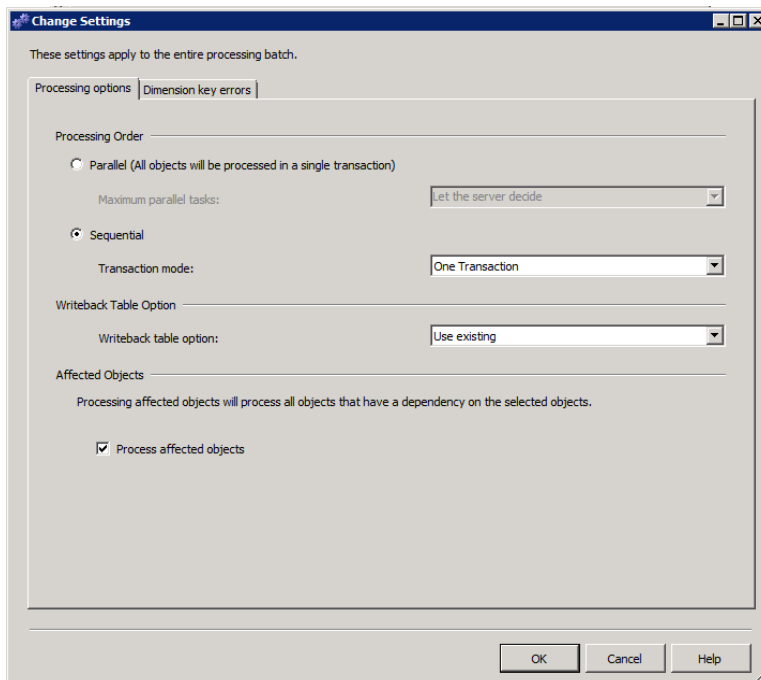 Change Settings
These settings apply to the entire processing batch.
Processing options
Dimension key errors
Processing Order
Parallel (All objects will be processed in a single transaction)
Maximum parallel tasks:
Let the server decide
Sequential
Transaction mode:
One Transaction
Writeback Table Option
Writeback table option:
Use existing
Affected Objects
Processing affected objects will process all objects that have a dependency on the selected objects.
Process affected objects
OK
Cancel
Help